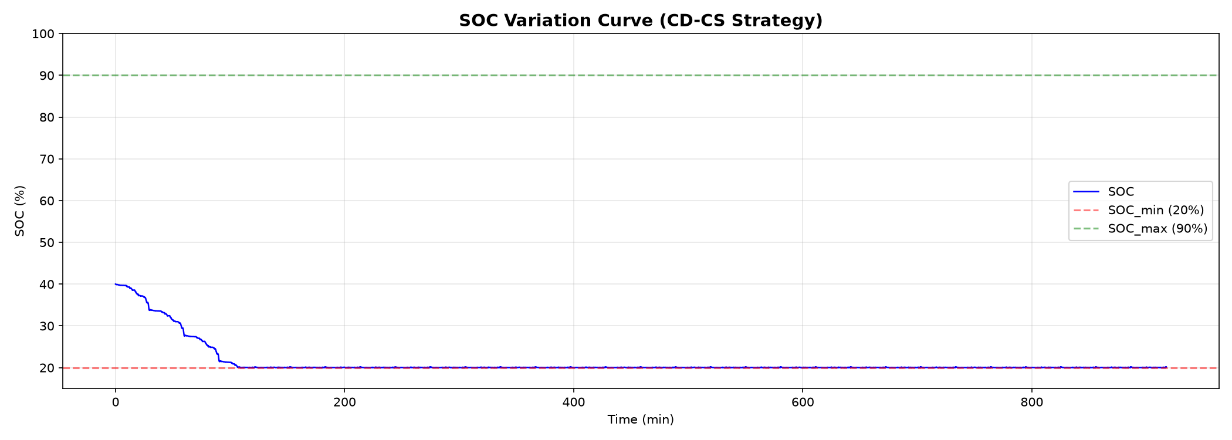 SOC Variation Curve (CD-CS Strategy)
100
90
80
70
60
50
40
30
20
SOC (%)
SOC
SOC_min (20%)
SOC_max (90%)
0
200
400
600
800
Time (min)